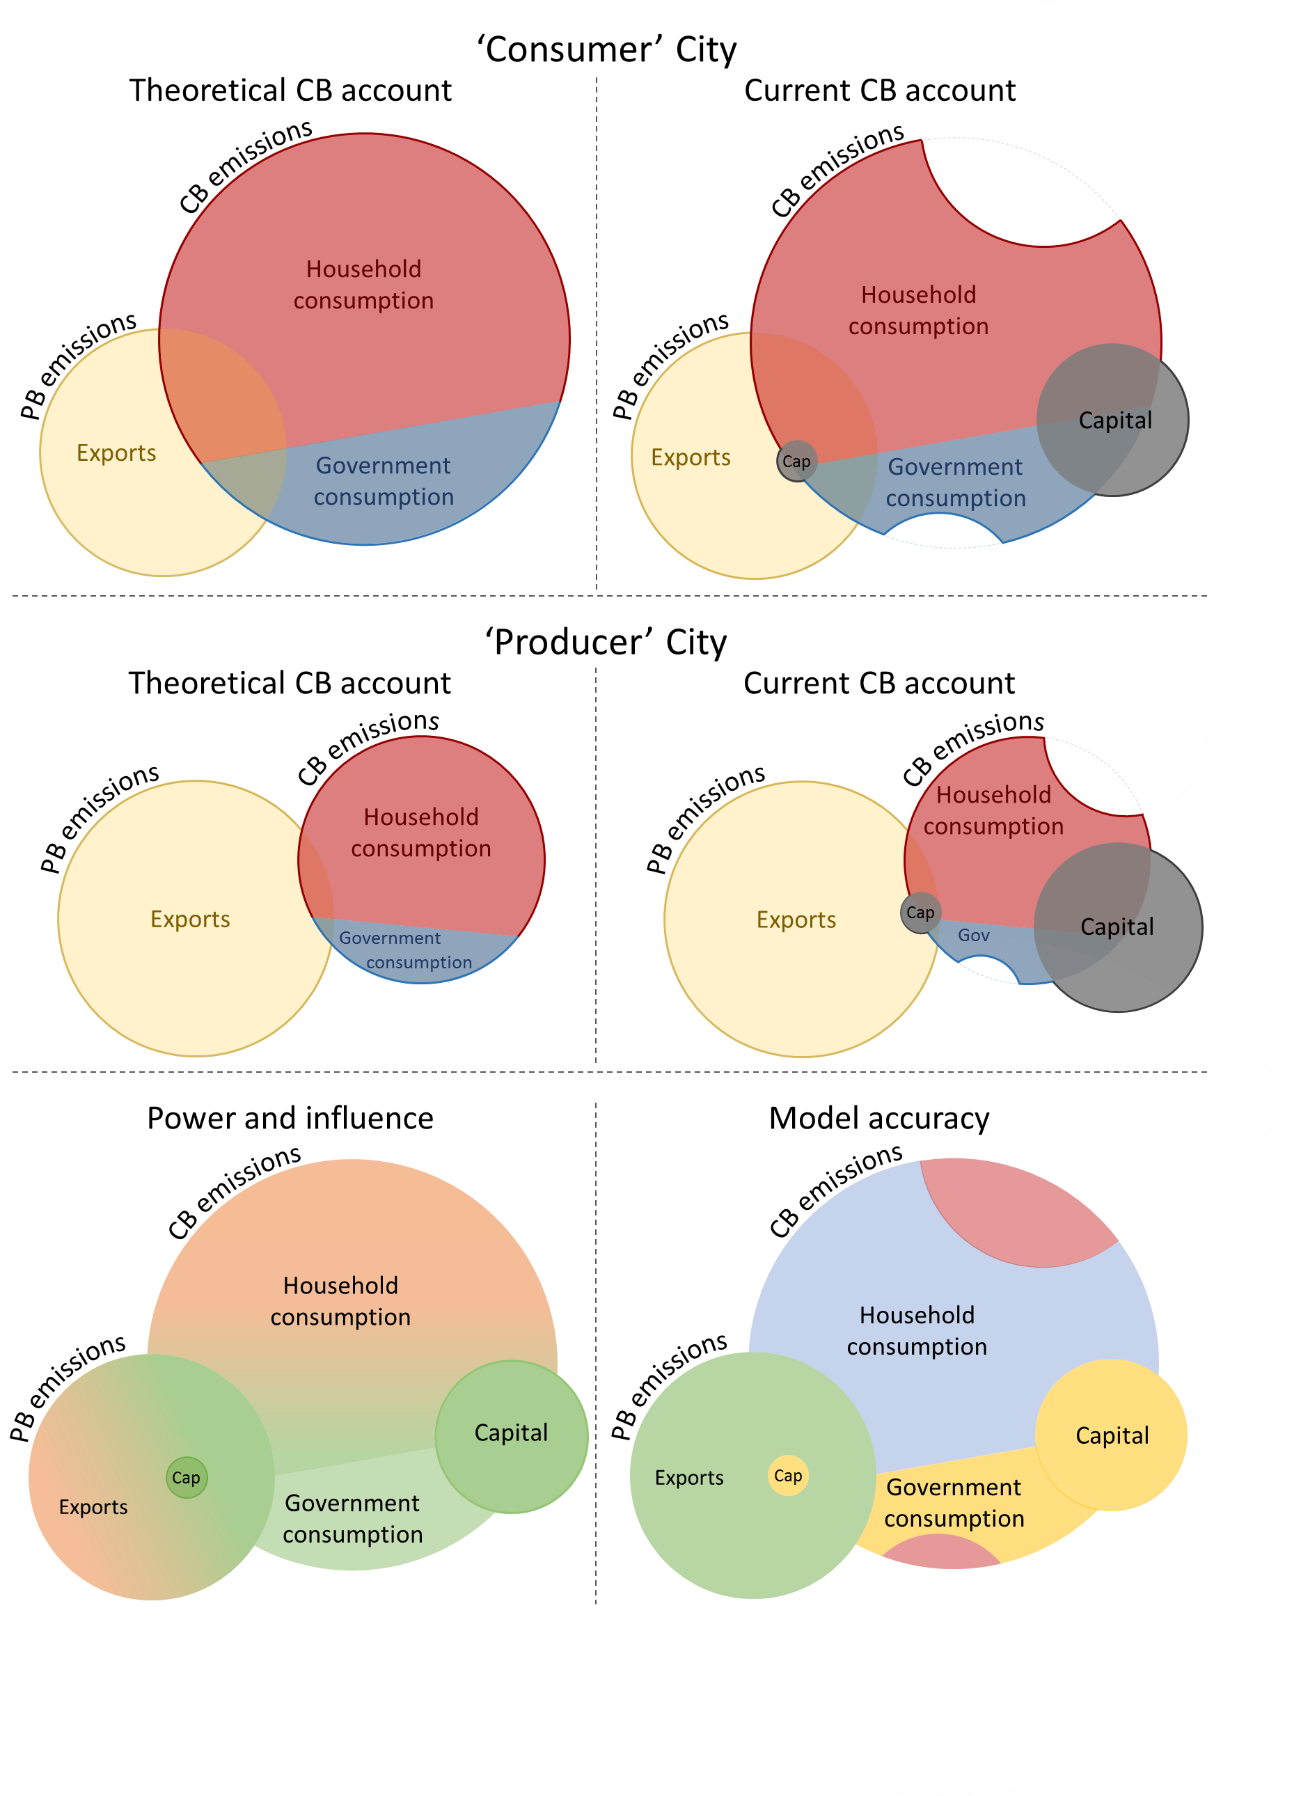 ‘Consumer’ City
Theoretical CB account
Current CB account
CB emissions
PB emissions
Household
consumption
Exports
Government
consumption
CB emissions
PB emissions
Household
consumption
Exports
Cap
Capital
Government
consumption
‘Producer’ City
Theoretical CB account
Current CB account
CB emissions
PB emissions
Household
consumption
Exports
Government
consumption
CB emissions
PB emissions
Household
consumption
Exports
Cap
Gov
Capital
Power and influence
Model accuracy
CB emissions
PB emissions
Household
consumption
Exports
Cap
Capital
Government
consumption
CB emissions
PB emissions
Household
consumption
Exports
Cap
Capital
Government
consumption